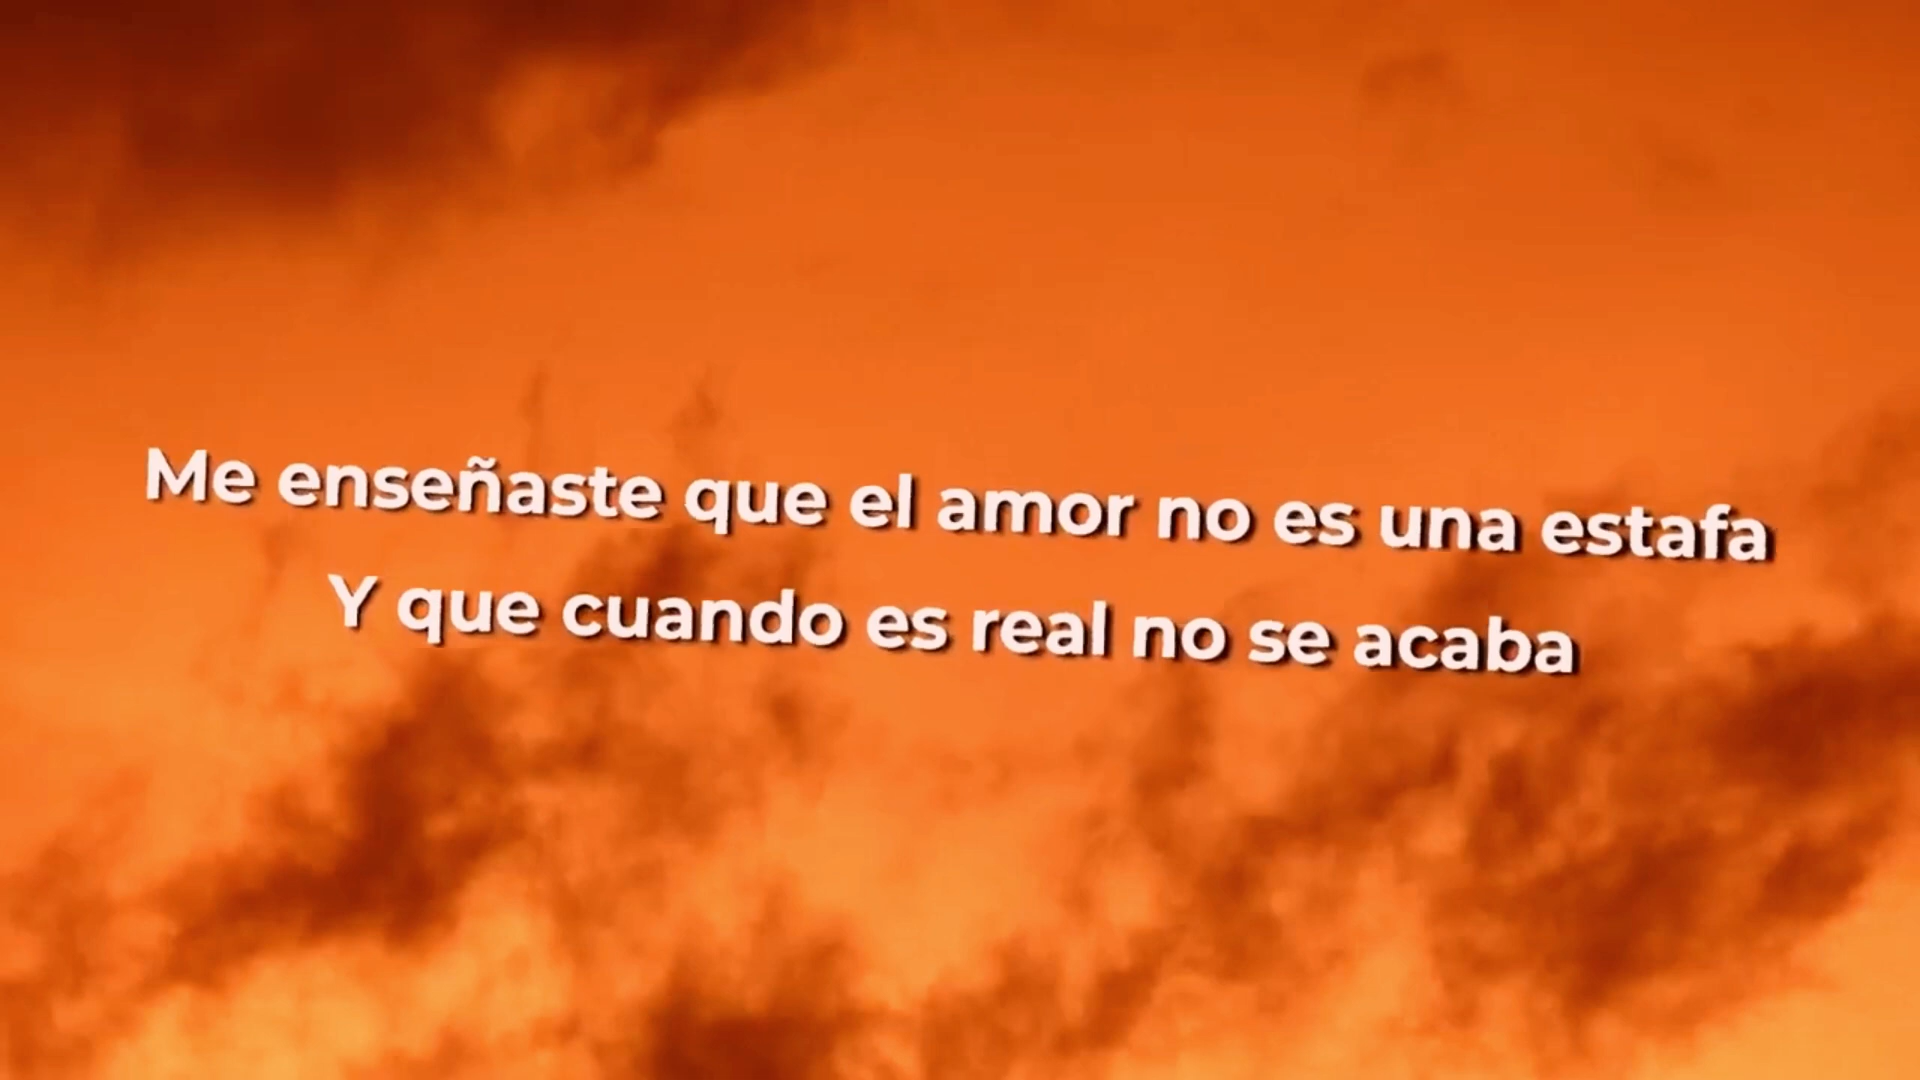 Me enseñaste que el amor no es una estafa
Y que cuando es real no se acaba